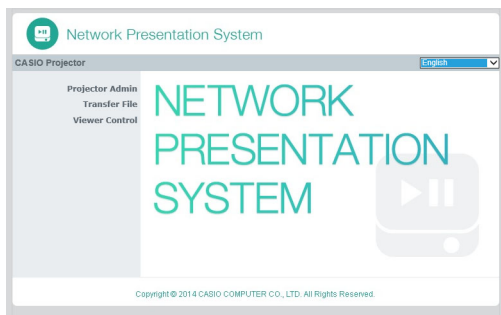 Network Presentation System
CASIO Projector
English
Projector Admin
Transfer File
Viewer Control
NETWORK
PRESENTATION
SYSTEM
Copyright © 2014 CASIO COMPUTER CO., LTD. All Rights Reserved.